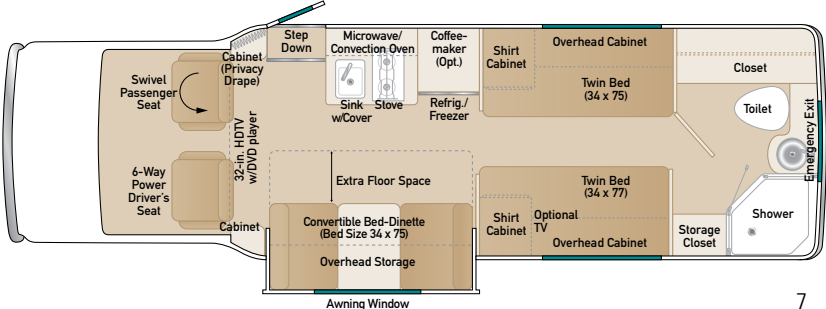 Step
Down
Microwave/
Convection Oven
Coffee-
maker
(Opt.)
Cabinet
(Privacy
Drape)
Swivel
Passenger
Seat
Sink
w/Cover
Stove
Refrig./
Freezer
Shirt
Cabinet
Overhead Cabinet
Twin Bed
(34 x 75)
Closet
Toilet
Emergency Exit
32-in. HDTV
w/DVD player
6-Way
Power
Driver's
Seat
Cabinet
Extra Floor Space
Convertible Bed-Dinette
(Bed Size 34 x 75)
Overhead Storage
Awning Window
Twin Bed
(34 x 77)
Shirt
Cabinet
Optional
TV
Overhead Cabinet
Storage
Closet
Shower
7